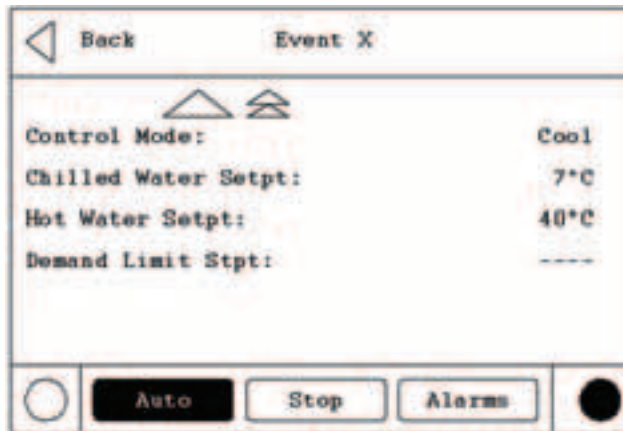 Back Event X
Control Mode: Cool
Chilled Water Setpt: 7°C
Hot Water Setpt: 40°C
Demand Limit Stpt: ----
Auto Stop Alarms